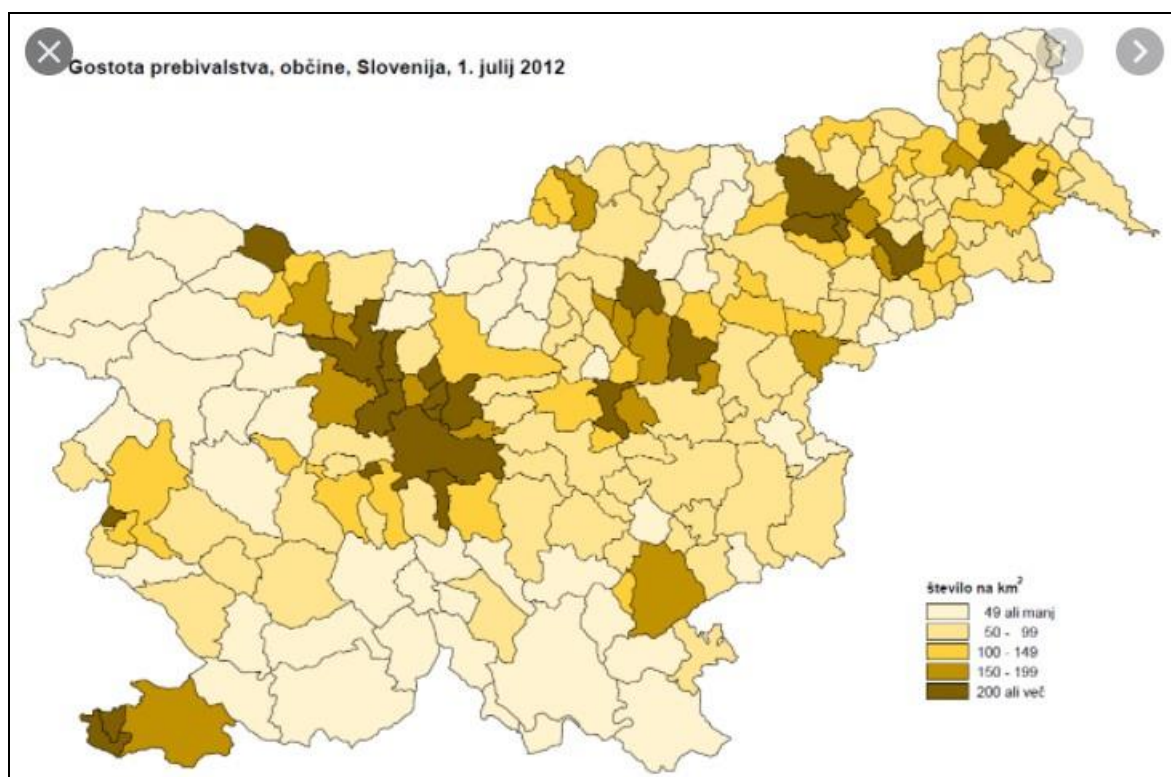 Gostota prebivalstva, občine, Slovenija, 1. julij 2012
število na km²
49 ali manj
50 - 99
100 - 149
150 - 199
200 ali več